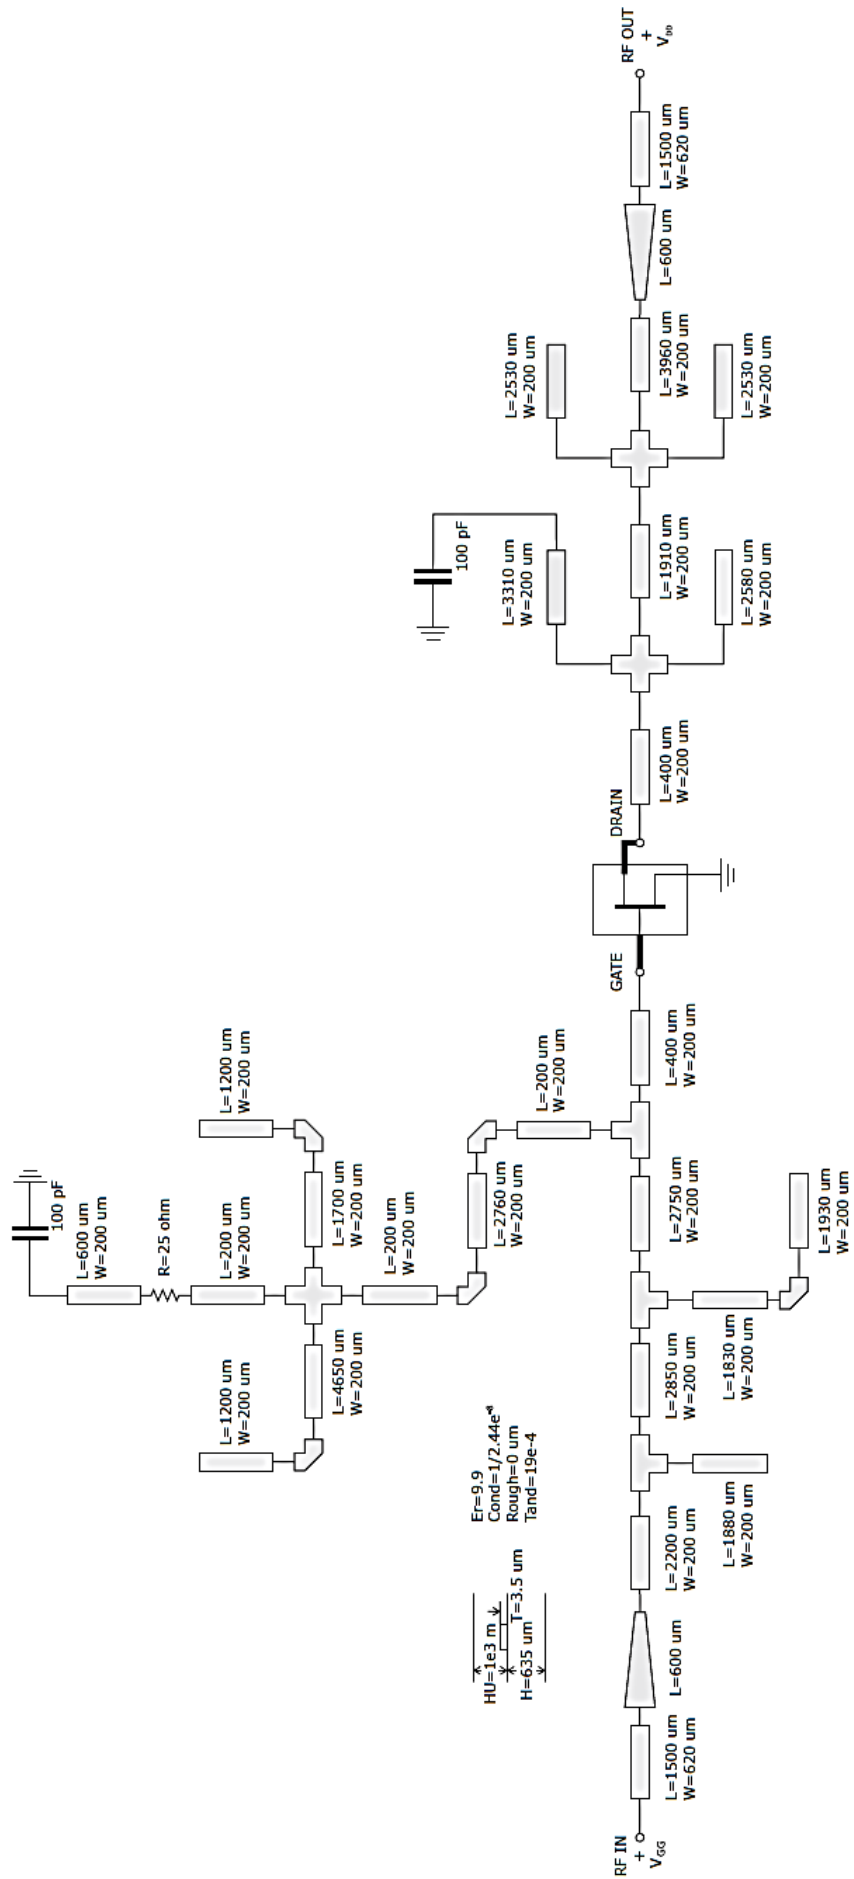 100 pF
L=600 um
W=200 um
R=25 ohm
L=1200 um
W=200 um
L=200 um
W=200 um
L=1200 um
W=200 um
L=4650 um
W=200 um
L=1700 um
W=200 um
L=200 um
W=200 um
100 pF
Er=9.9
Cond=1/2.44e⁻⁸
Rough=0 um
Tand=19e-4
HU=1e3 m
T=3.5 um
H=635 um
L=2760 um
W=200 um
L=200 um
W=200 um
L=3310 um
W=200 um
L=2530 um
W=200 um
RF IN
+
V_GG
L=1500 um
W=620 um
L=600 um
L=2200 um
W=200 um
L=2850 um
W=200 um
L=2750 um
W=200 um
L=400 um
W=200 um
GATE
DRAIN
L=400 um
W=200 um
L=1910 um
W=200 um
L=3960 um
W=200 um
L=600 um
L=1500 um
W=620 um
RF OUT
+
V_DD
L=1880 um
W=200 um
L=1830 um
W=200 um
L=1930 um
W=200 um
L=2580 um
W=200 um
L=2530 um
W=200 um